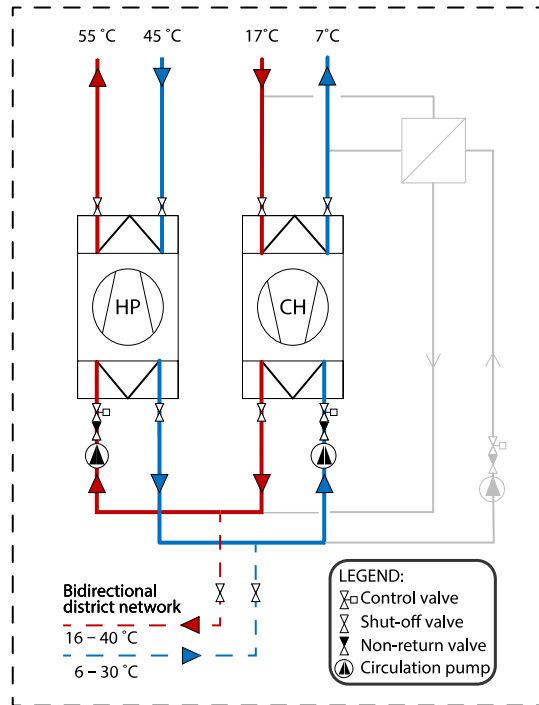 55 ˚C 45 ˚C 17˚C 7˚C
HP CH
Bidirectional
district network
16 – 40 ˚C
6 – 30 ˚C
LEGEND:
Control valve
Shut-off valve
Non-return valve
Circulation pump